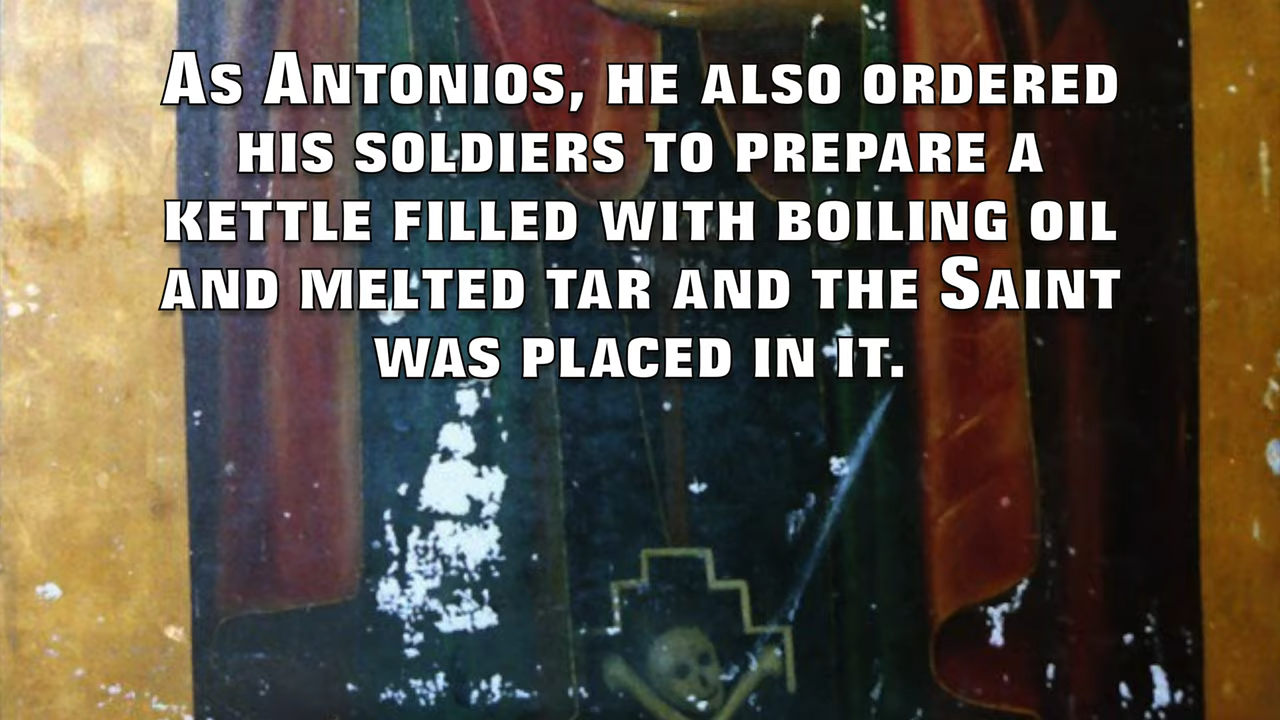 As Antonios, he also ordered
his soldiers to prepare a
kettle filled with boiling oil
and melted tar and the Saint
was placed in it.